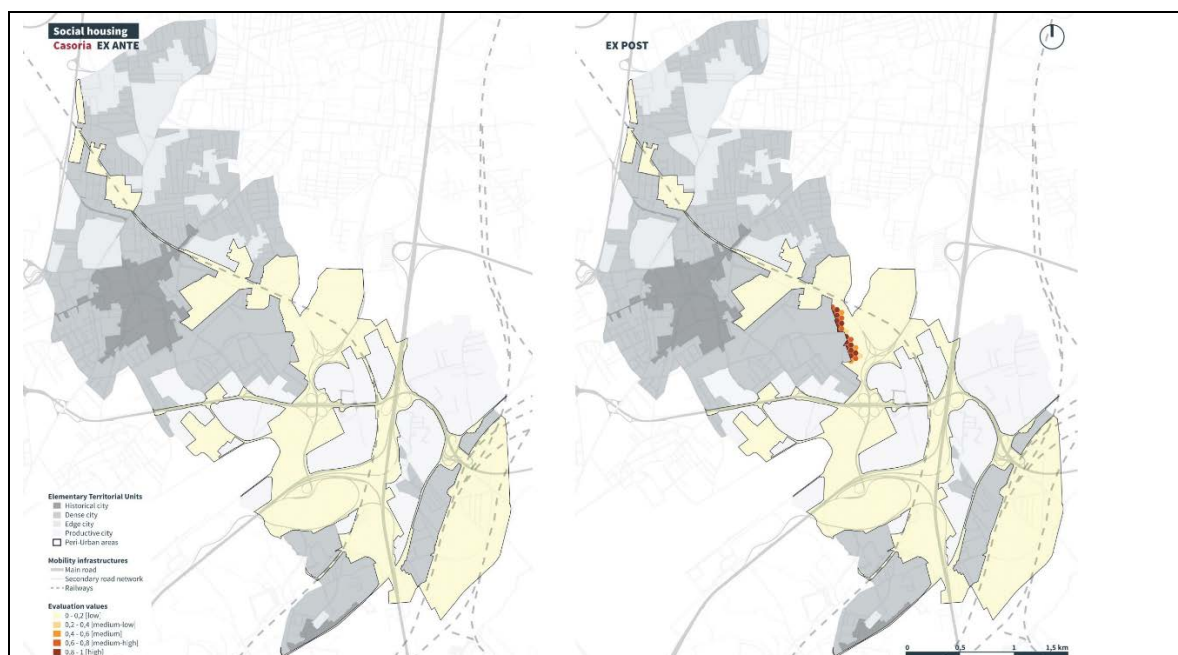 Social housing
Casoria EX ANTE
EX POST
Elementary Territorial Units
Historical city
Dense city
Edge city
Productive city
Peri-Urban areas
Mobility infrastructures
Main road
Secondary road network
Railways
Evaluation values
0 - 0,2 [low]
0,2 - 0,4 [medium-low]
0,4 - 0,6 [medium]
0,6 - 0,8 [medium-high]
0,8 - 1 [high]
0 0,5 1 1,5 km